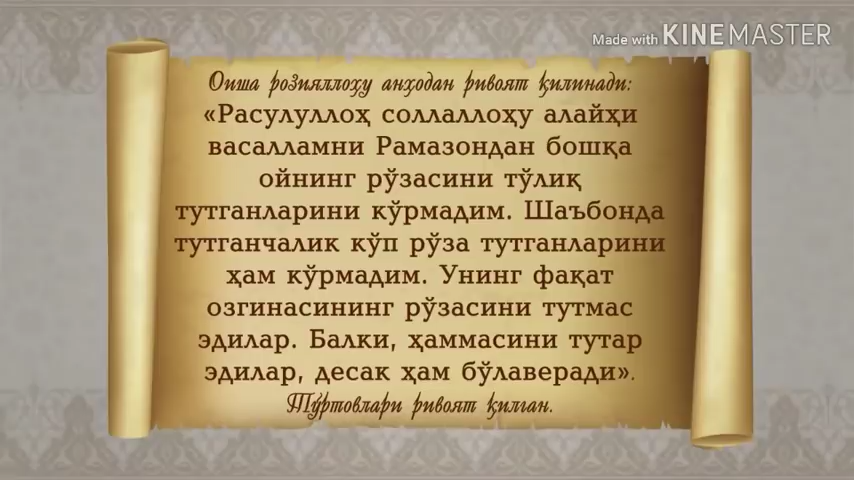 Made with KINEMASTER
Оиша розияллоҳу анҳодан ривоят қилинади:
«Расулуллоҳ соллаллоҳу алайҳи
васалламни Рамазондан бошқа
ойнинг рўзасини тўлиқ
тутганларини кўрмадим. Шаъбонда
тутганчалик кўп рўза тутганларини
ҳам кўрмадим. Унинг фақат
озгинасининг рўзасини тутмас
эдилар. Балки, ҳаммасини тутар
эдилар, десак ҳам бўлаверади».
Тўртовлари ривоят қилган.